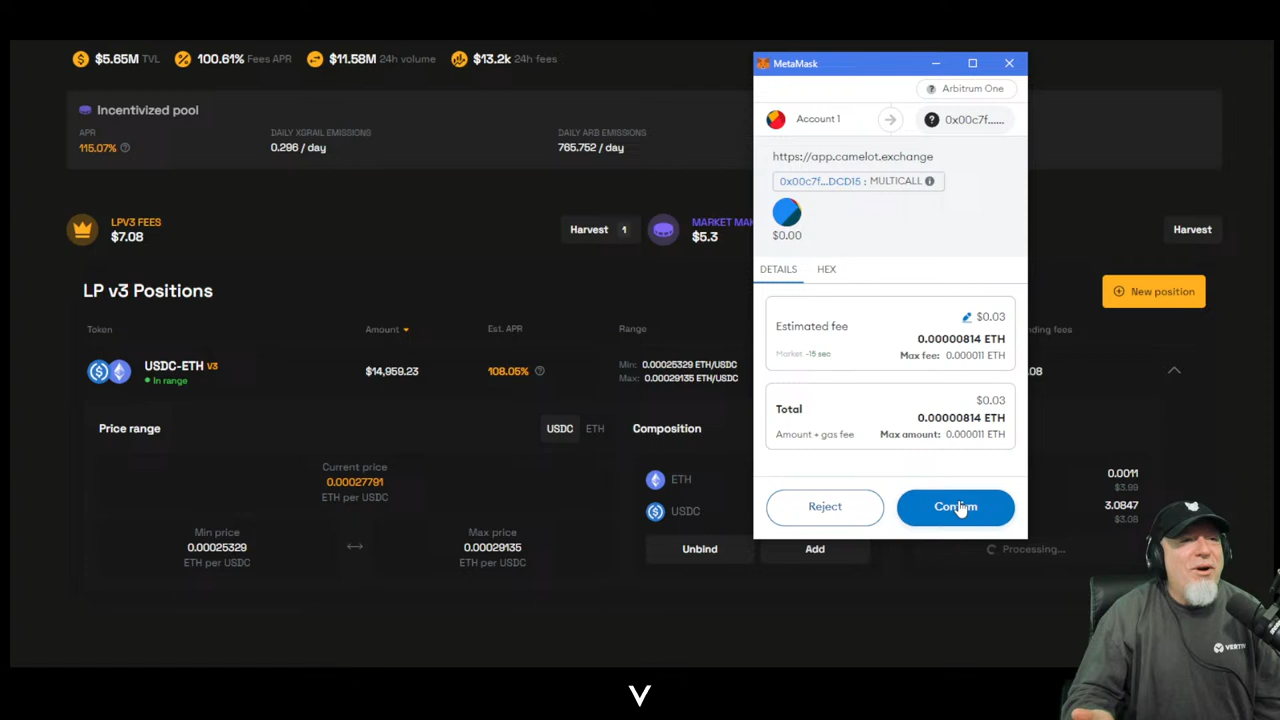 $5.65M TVL 100.61% Fees APR $11.58M 24h volume $13.2k 24h fees
Incentivized pool
APR DAILY XGRAIL EMISSIONS DAILY ARB EMISSIONS
115.07% 0.296 / day 765.752 / day
LPV3 FEES
$7.08
Harvest 1
MARKET MA
$5.3
Harvest
LP v3 Positions
New position
Token Amount Est. APR Range nding fees
USDC-ETH V3
In range
$14,959.23
108.05%
Min: 0.00025329 ETH/USDC
Max: 0.00029135 ETH/USDC
08
Price range
USDC ETH
Current price
0.00027791
ETH per USDC
Min price
0.00025329
ETH per USDC
Max price
0.00029135
ETH per USDC
Composition
ETH
USDC
Unbind Add
0.0011
$3.99
3.0847
$3.08
Processing...
MetaMask
Arbitrum One
Account 1 0x00c7f......
https://app.camelot.exchange
0x00c7f...DCD15 : MULTICALL
$0.00
DETAILS HEX
Estimated fee $0.03
0.00000814 ETH
Market ~15 sec Max fee: 0.000011 ETH
$0.03
Total 0.00000814 ETH
Amount + gas fee Max amount: 0.000011 ETH
Reject Confirm
V